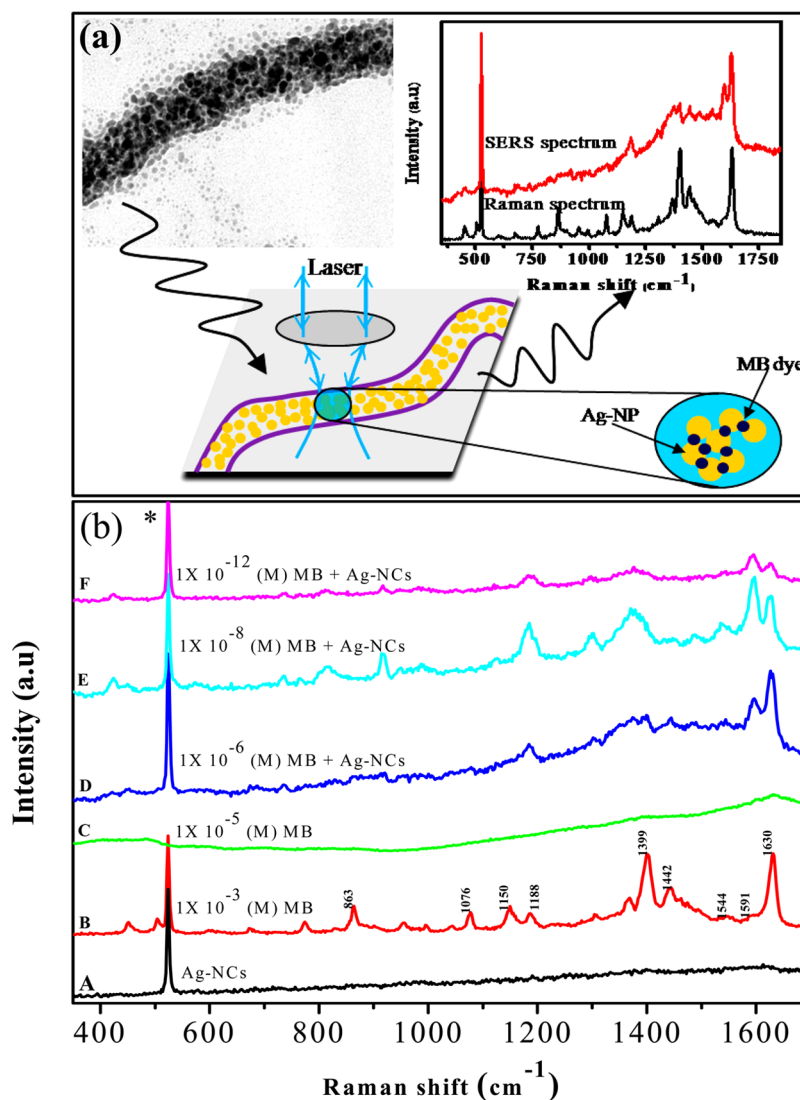 (a)
Intensity (a.u)
SERS spectrum
Raman spectrum
500 750 1000 1250 1500 1750
Raman shift (cm⁻¹)
Laser
MB dye
Ag-NP
(b)
*
F
1X 10⁻¹² (M) MB + Ag-NCs
E
1X 10⁻⁸ (M) MB + Ag-NCs
D
1X 10⁻⁶ (M) MB + Ag-NCs
C
1X 10⁻⁵ (M) MB
B
1X 10⁻³ (M) MB
863
1076
1150
1188
1399
1442
1544
1591
1630
A
Ag-NCs
Intensity (a.u)
400 600 800 1000 1200 1400 1600
Raman shift (cm⁻¹)